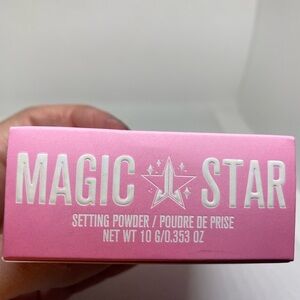 MAGIC STAR
SETTING POWDER / POUDRE DE PRISE
NET WT 10 G/0.353 OZ